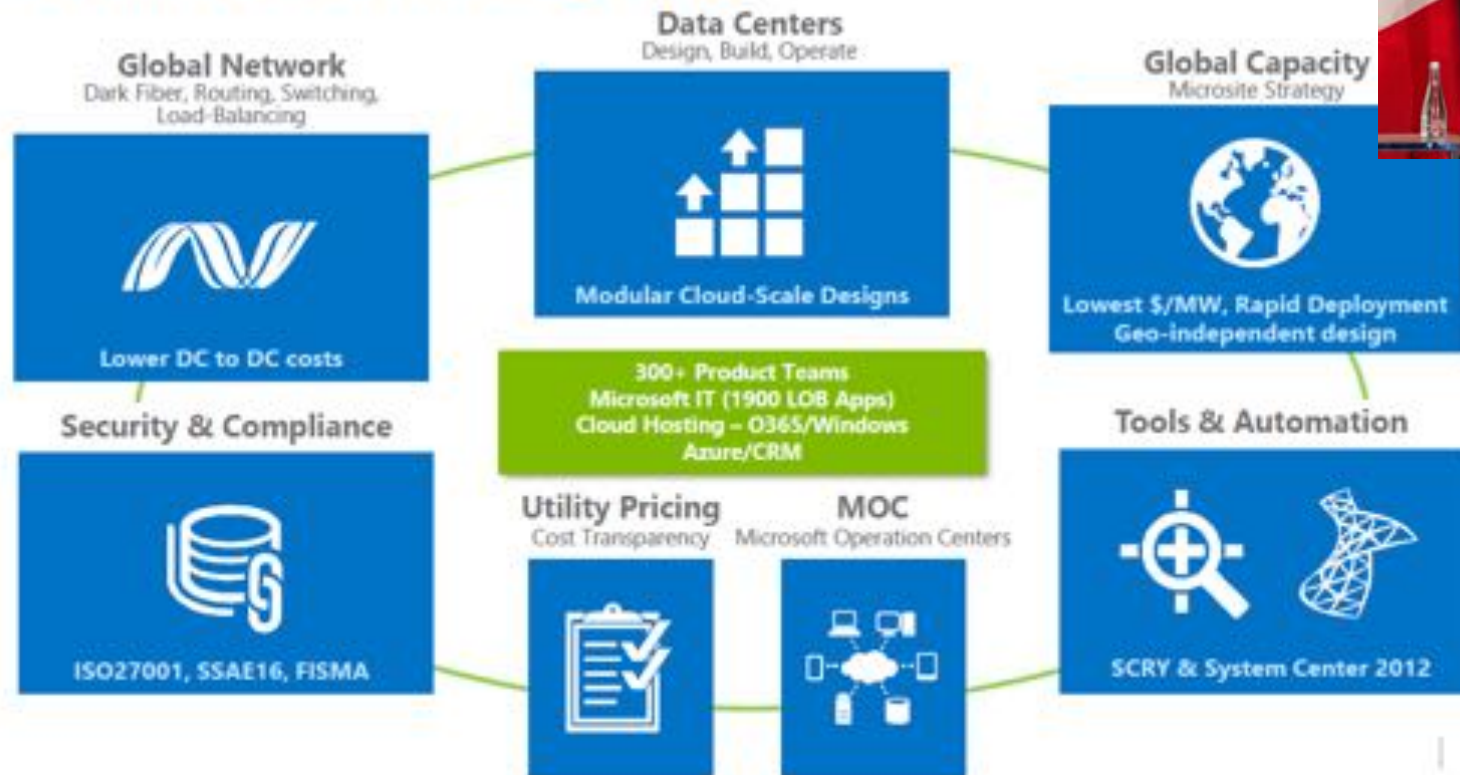 Data Centers
Design, Build, Operate
Global Network
Dark Fiber, Routing, Switching,
Load-Balancing
Global Capacity
Microsite Strategy
Modular Cloud-Scale Designs
Lower DC to DC costs
Lowest $/MW, Rapid Deployment
Geo-independent design
300+ Product Teams
Microsoft IT (1900 LOB Apps)
Cloud Hosting – O365/Windows
Azure/CRM
Security & Compliance
Tools & Automation
ISO27001, SSAE16, FISMA
Utility Pricing
Cost Transparency
MOC
Microsoft Operation Centers
SCRY & System Center 2012